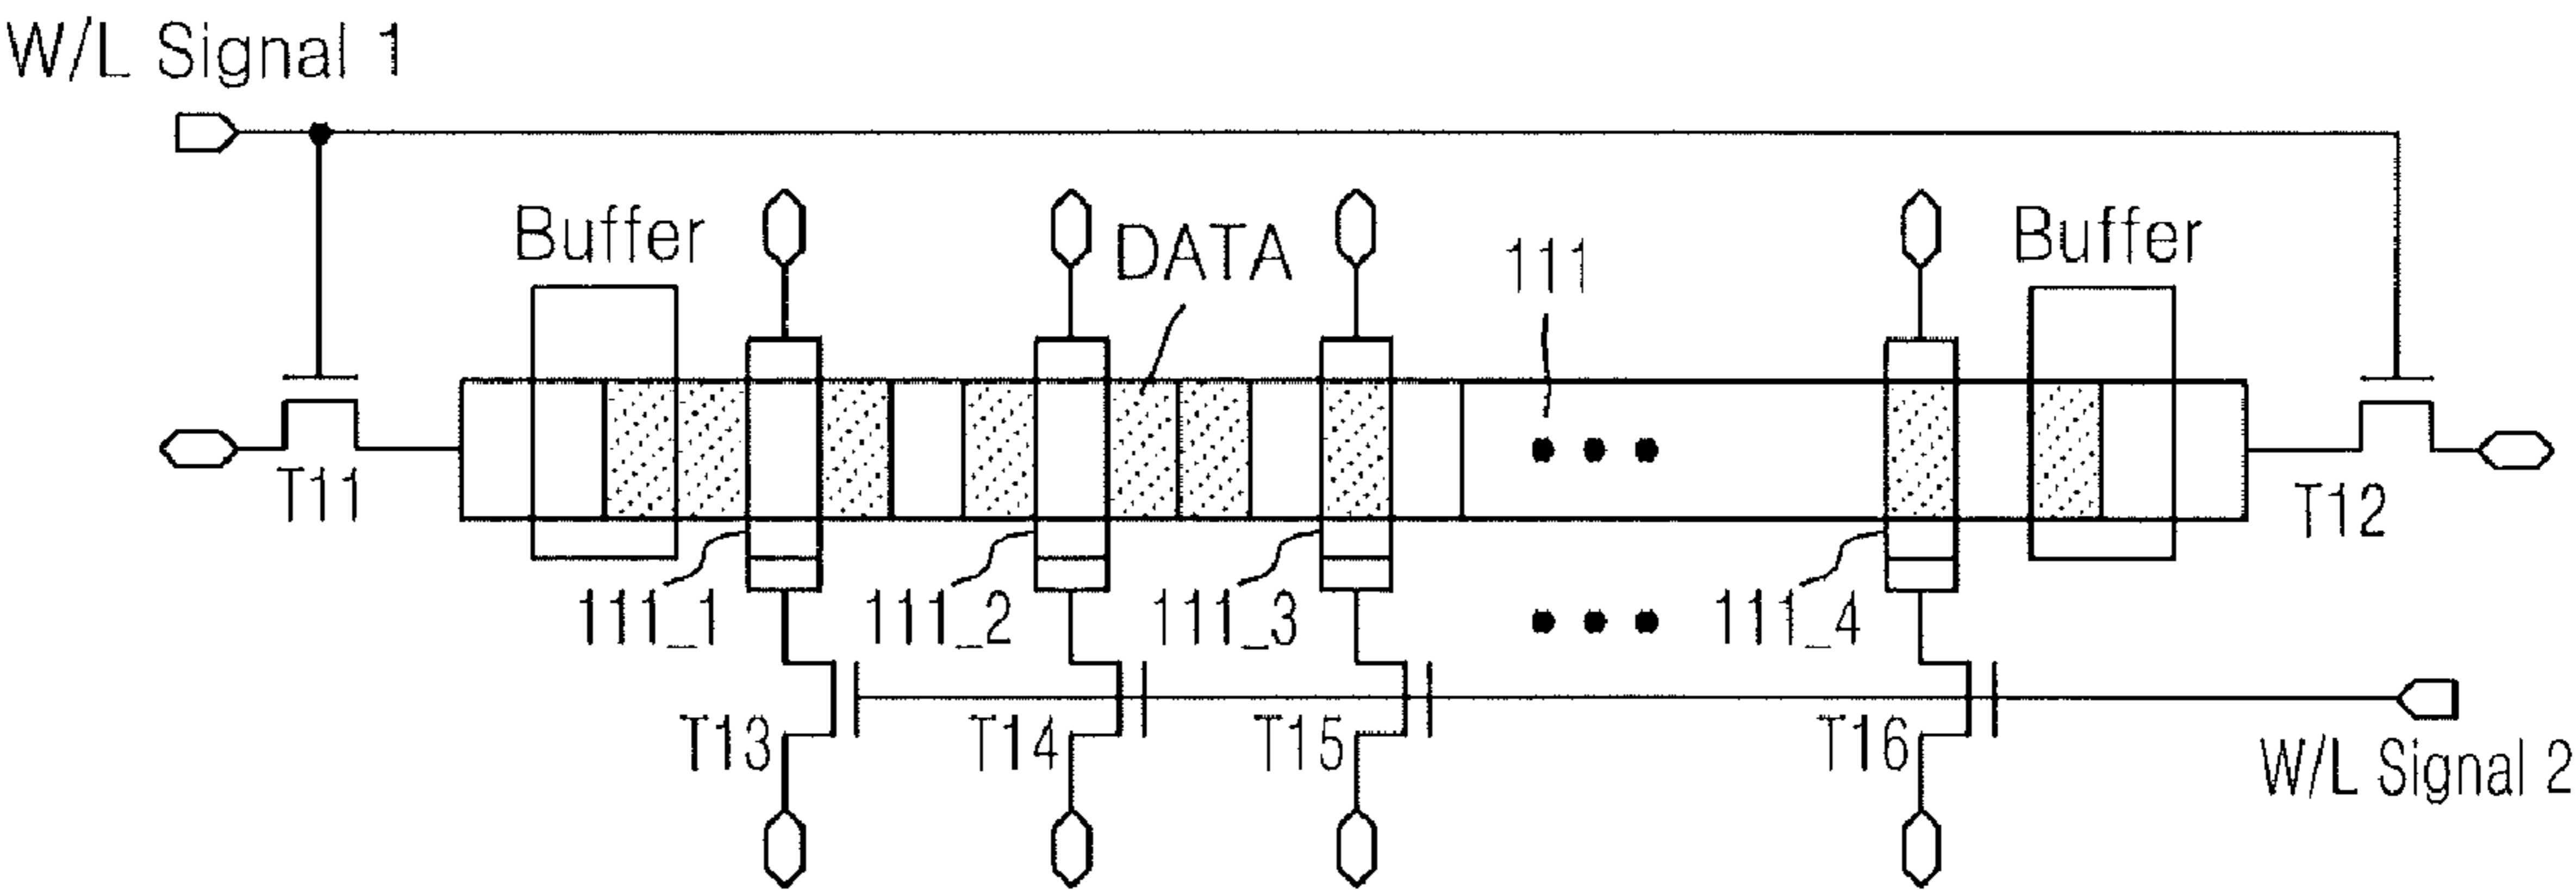 W/L Signal 1
Buffer
DATA
111
Buffer
T11
T12
111_1
111_2
111_3
111_4
T13
T14
T15
T16
W/L Signal 2